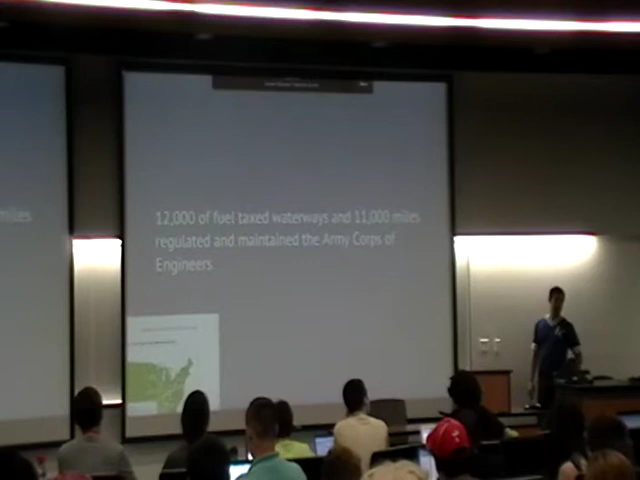 miles
12,000 of fuel taxed waterways and 11,000 miles
regulated and maintained the Army Corps of
Engineers